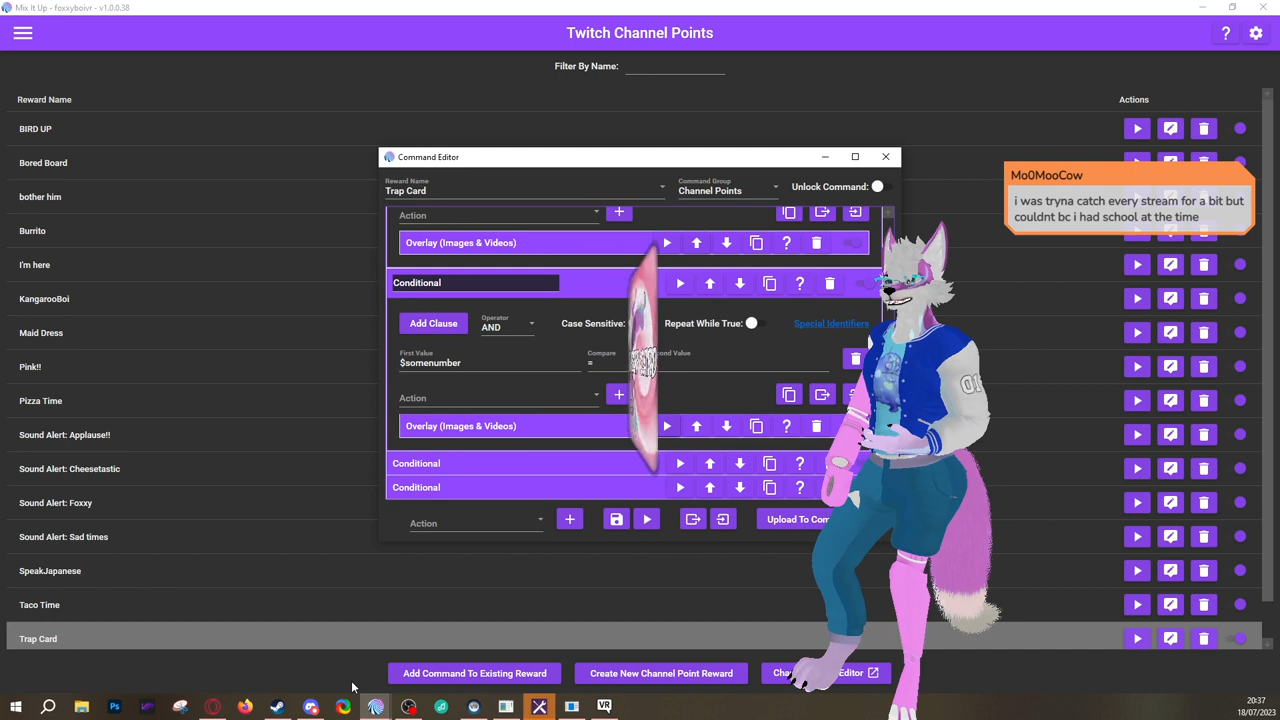 Mix It Up - foxxyboivr - v1.0.0.38
Twitch Channel Points
?
Filter By Name:
Reward Name
Actions
BIRD UP
Bored Board
bother him
Burrito
I'm here
KangarooBoi
Maid Dress
Pink!!
Pizza Time
Sound Alert: Applause!!
Sound Alert: Cheesetastic
Sound Alert: Foxxy
Sound Alert: Sad times
SpeakJapanese
Taco Time
Trap Card
Command Editor
Reward Name
Trap Card
Command Group
Channel Points
Unlock Command:
Action
Overlay (Images & Videos)
?
Conditional
?
Add Clause
Operator
AND
Case Sensitive:
Repeat While True:
Special Identifiers
First Value
$somenumber
Compare
=
Value
Action
Overlay (Images & Videos)
?
Conditional
?
Conditional
?
Action
Upload To
Mo0MooCow
i was tryna catch every stream for a bit but
couldnt bc i had school at the time
01
Add Command To Existing Reward
Create New Channel Point Reward
Editor
Ps
VR
20:37
18/07/2023